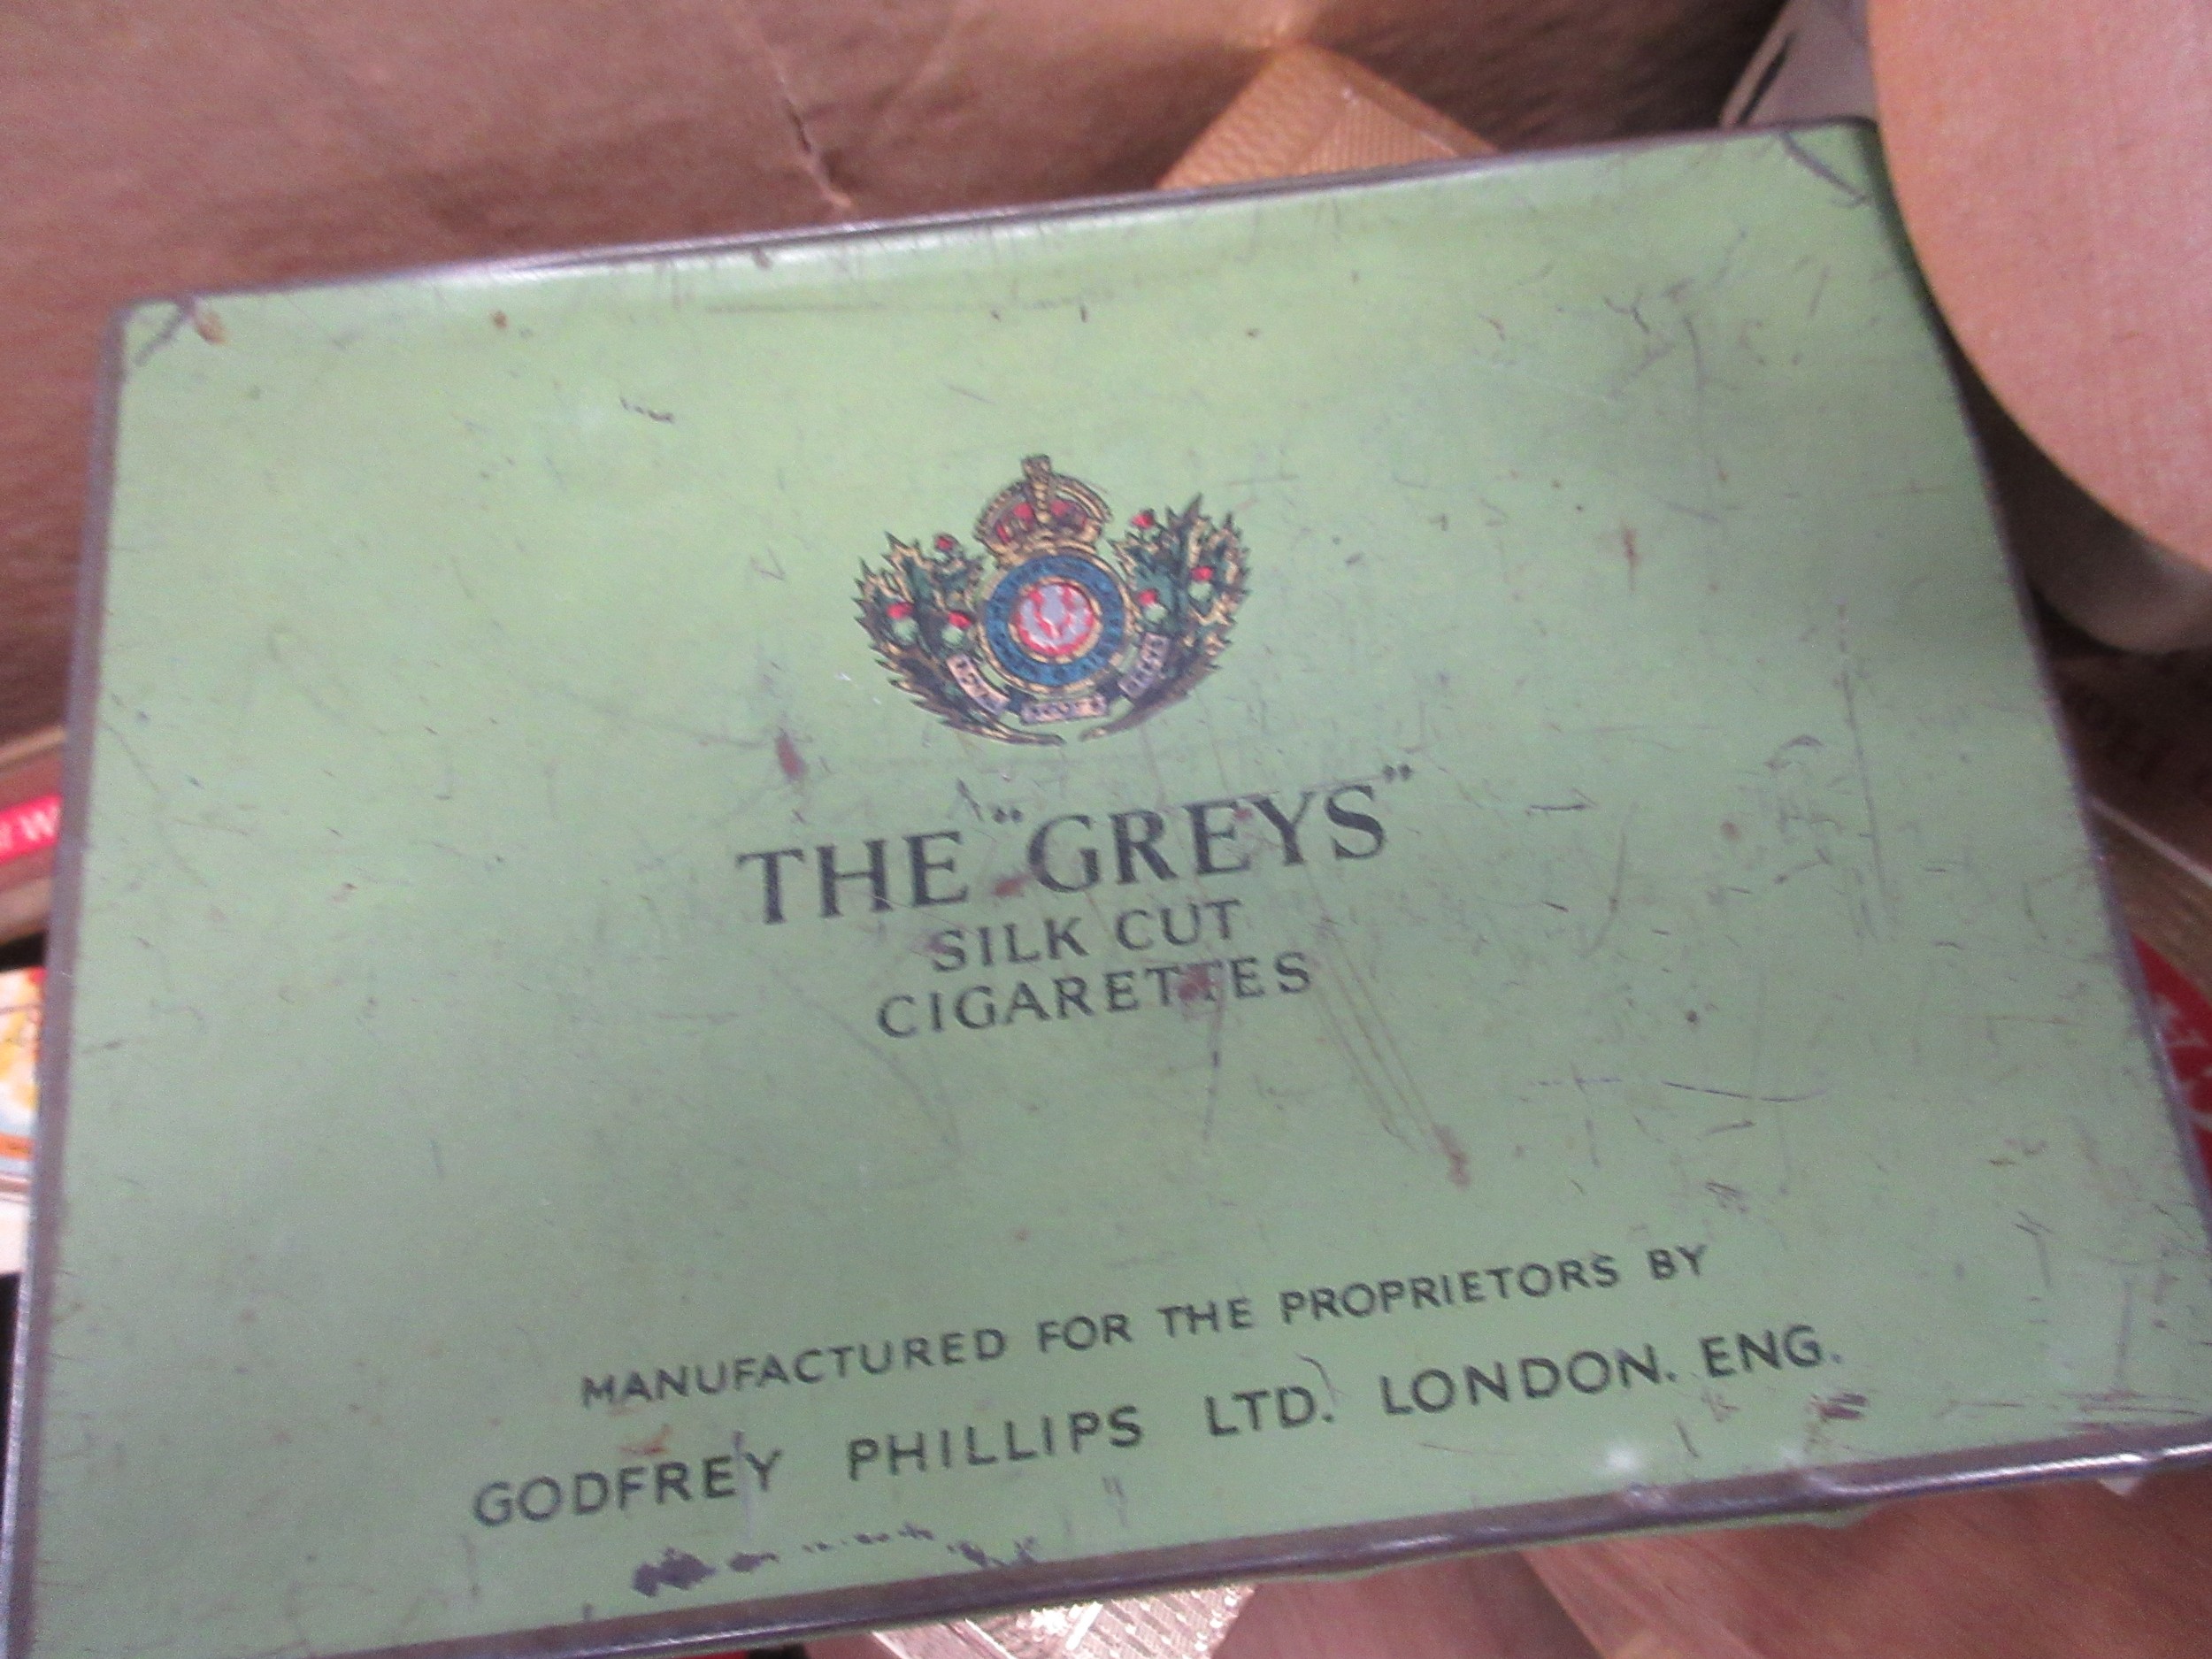 THE "GREYS"
SILK CUT
CIGARETTES
MANUFACTURED FOR THE PROPRIETORS BY
GODFREY PHILLIPS LTD. LONDON. ENG.